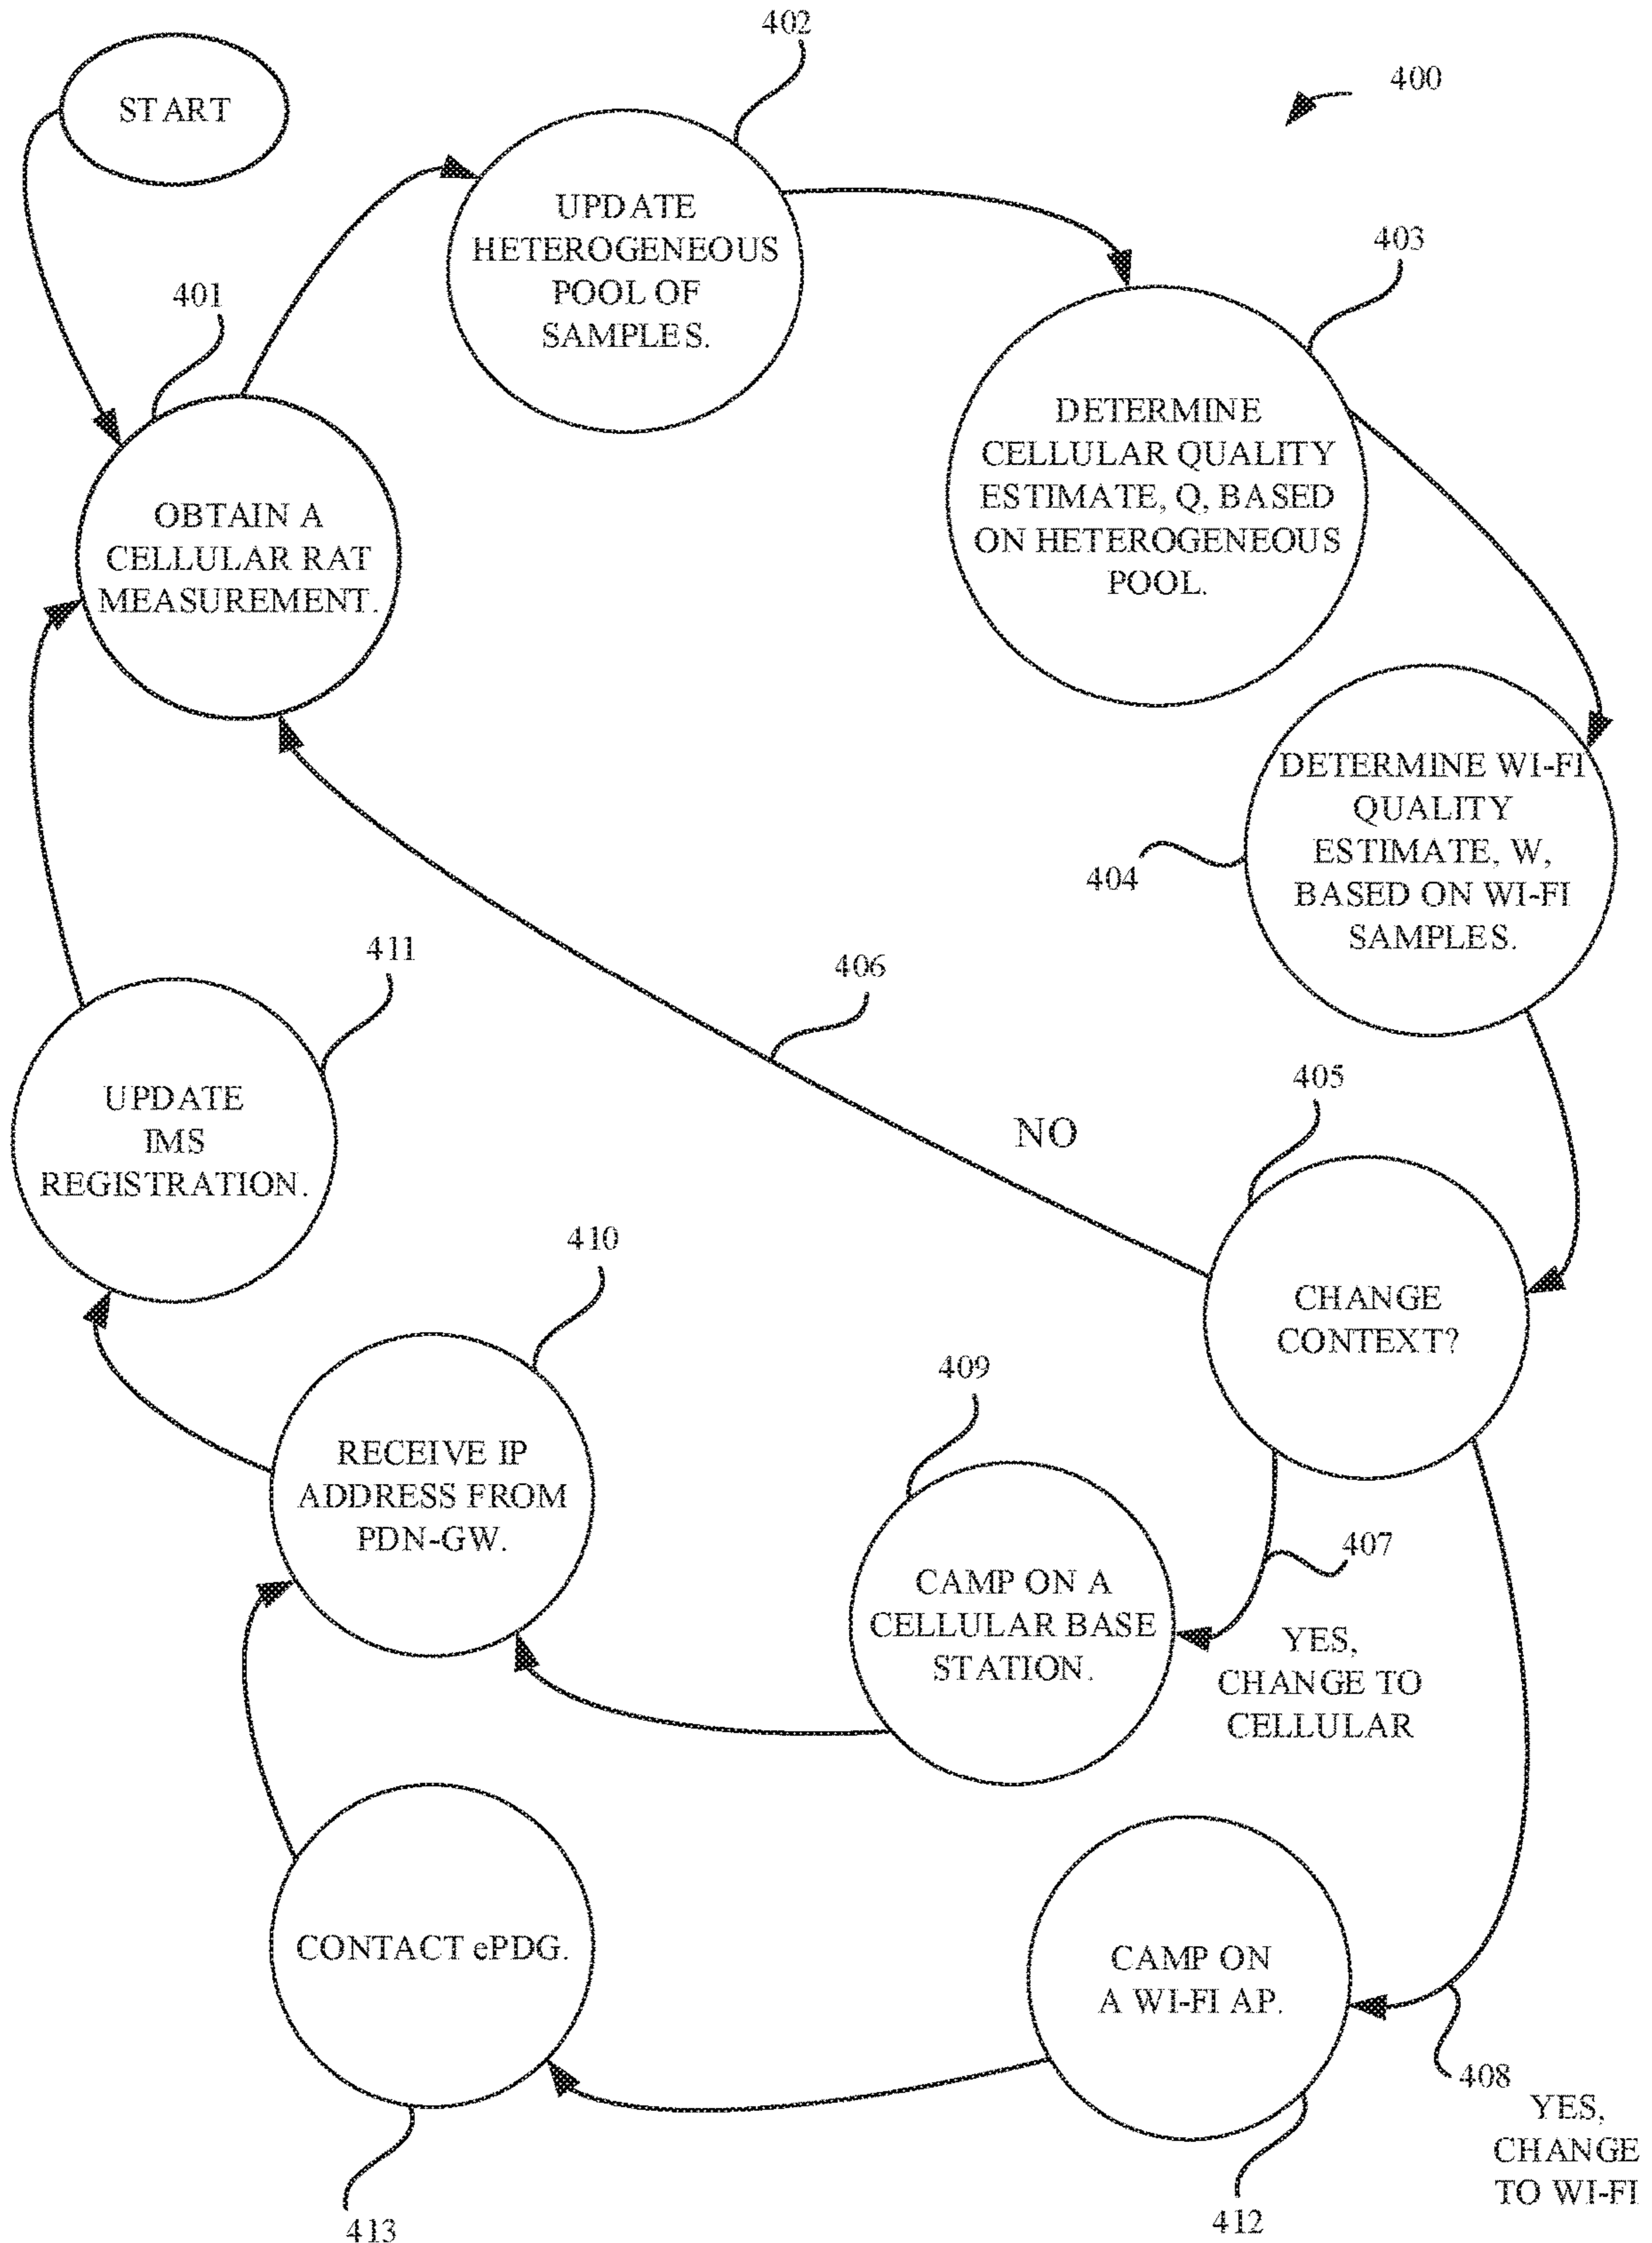 402
400
START
UPDATE
HETEROGENEOUS
POOL OF
SAMPLES.
403
401
DETERMINE
CELLULAR QUALITY
ESTIMATE, Q, BASED
ON HETEROGENEOUS
POOL.
OBTAIN A
CELLULAR RAT
MEASUREMENT.
DETERMINE WI-FI
QUALITY
ESTIMATE, W,
BASED ON WI-FI
SAMPLES.
404
411
406
405
NO
UPDATE
IMS
REGISTRATION.
410
CHANGE
CONTEXT?
409
RECEIVE IP
ADDRESS FROM
PDN-GW.
407
CAMP ON A
CELLULAR BASE
STATION.
YES,
CHANGE TO
CELLULAR
CONTACT ePDG.
CAMP ON
A WI-FI AP.
408
YES,
CHANGE
TO WI-FI
412
413